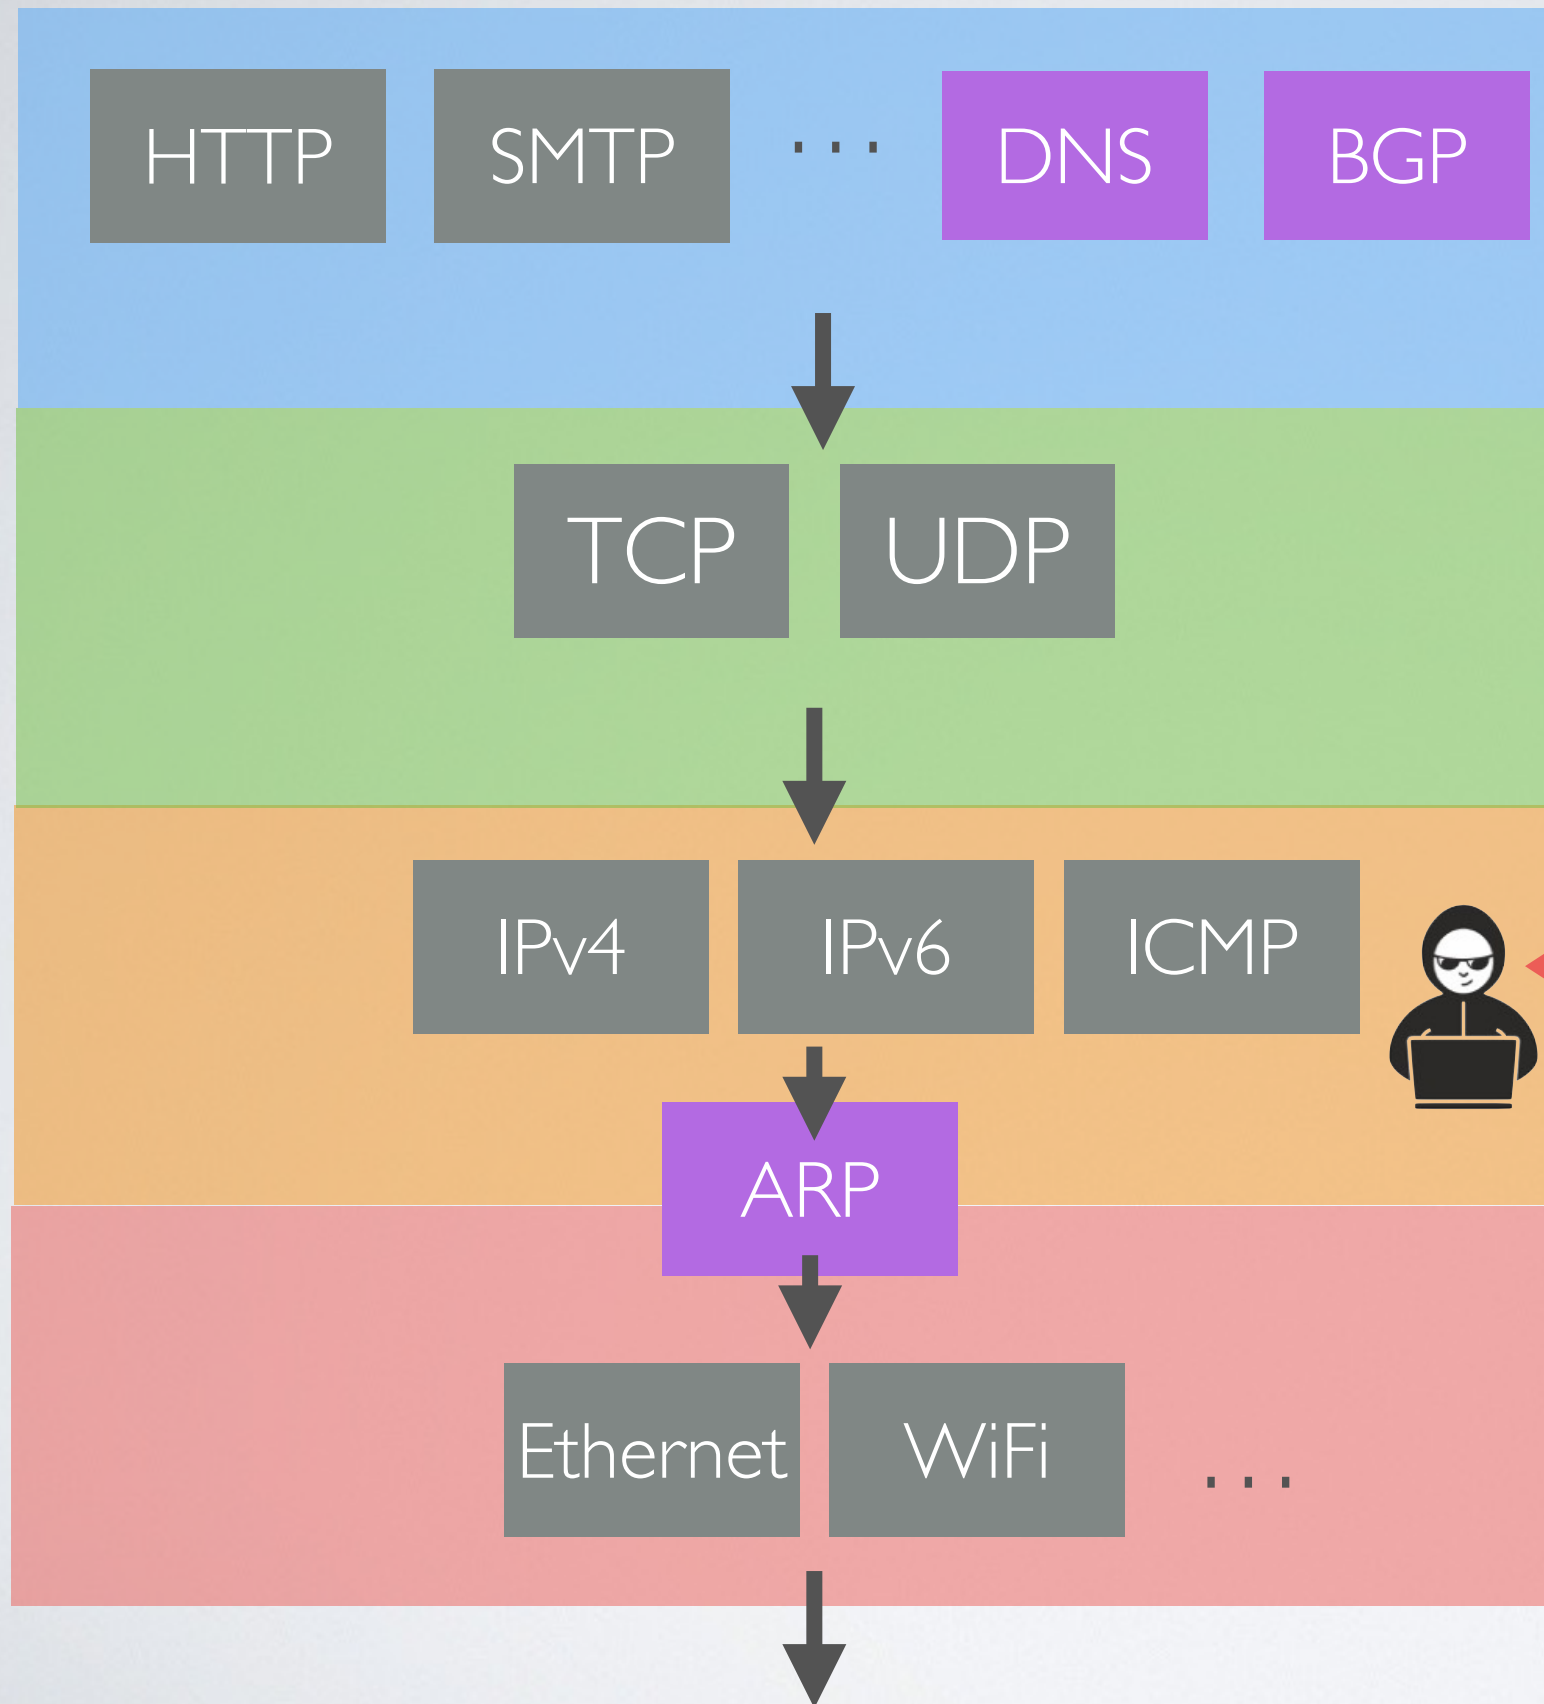 HTTP SMTP ... DNS BGP
TCP UDP
IPv4 IPv6 ICMP
ARP
Ethernet WiFi ...